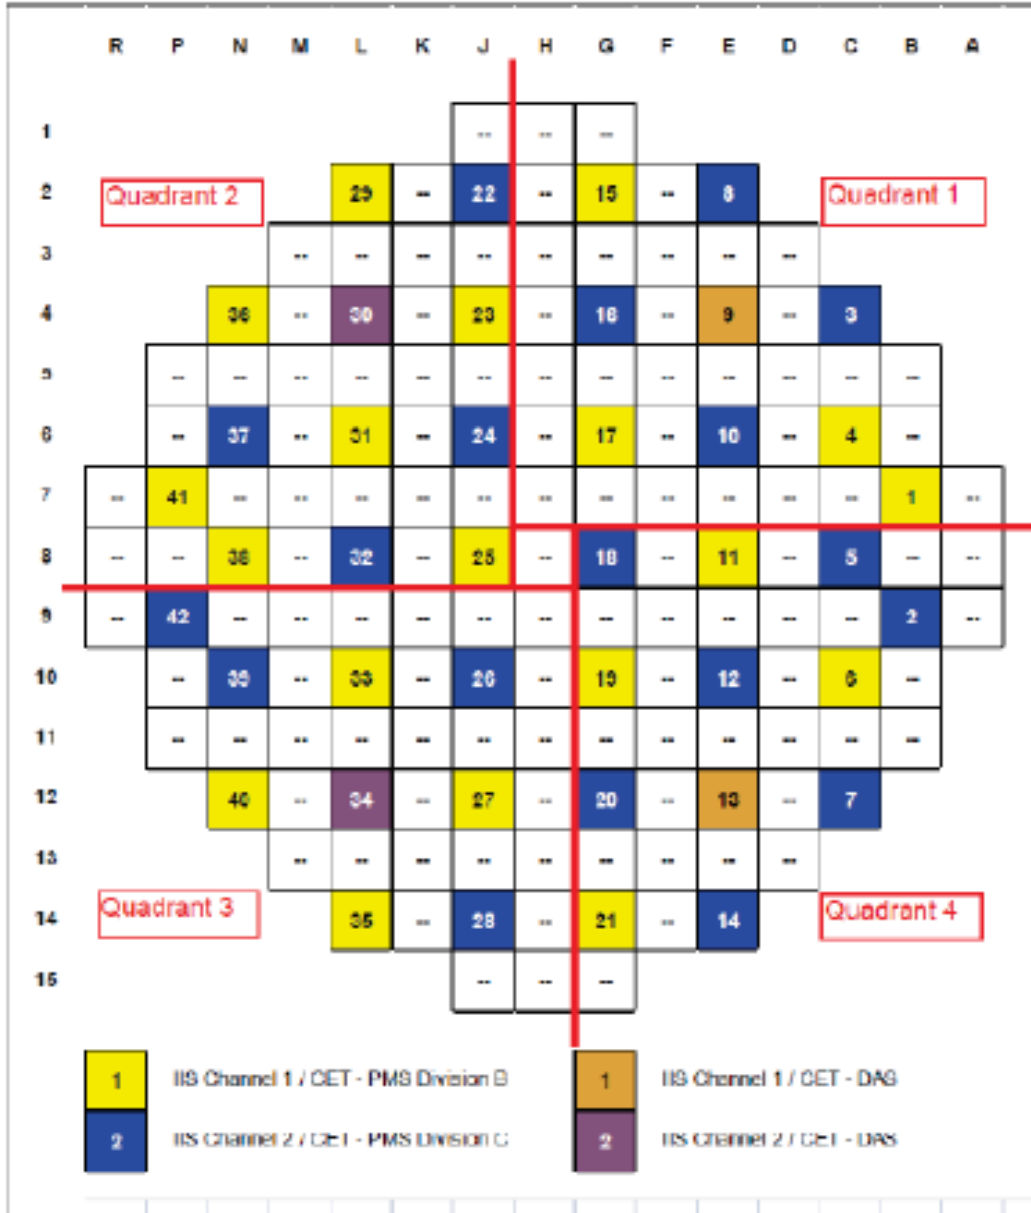 R P N M L K J H G F E D C B A
1 -- -- --
2 Quadrant 2 29 -- 22 -- 15 -- 8 Quadrant 1
3 -- -- -- -- -- -- -- -- --
4 36 -- 30 -- 23 -- 16 -- 9 -- 3
5 -- -- -- -- -- -- -- -- -- -- -- -- --
6 -- 37 -- 31 -- 24 -- 17 -- 10 -- 4 --
7 -- 41 -- -- -- -- -- -- -- -- -- -- -- 1 --
8 -- -- 38 -- 32 -- 25 -- 18 -- 11 -- 5 -- --
9 -- 42 -- -- -- -- -- -- -- -- -- -- -- 2 --
10 -- 39 -- 33 -- 26 -- 19 -- 12 -- 6 --
11 -- -- -- -- -- -- -- -- -- -- -- -- --
12 40 -- 34 -- 27 -- 20 -- 13 -- 7
13 -- -- -- -- -- -- -- -- --
14 Quadrant 3 35 -- 28 -- 21 -- 14 Quadrant 4
15 -- -- --
1 IIS Channel 1 / CET - PMS Division B 1 IIS Channel 1 / CET - DAS
2 IIS Channel 2 / CET - PMS Division C 2 IIS Channel 2 / CET - DAS